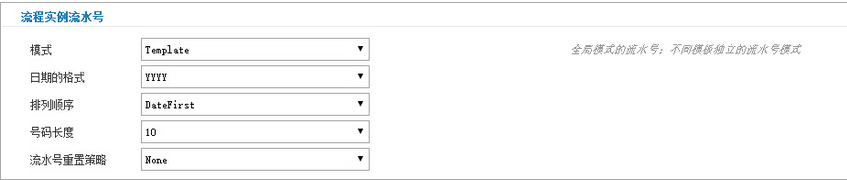 流程实例流水号
模式 Template 全局模式的流水号；不同模板独立的流水号模式
日期的格式 YYYY
排列顺序 DateFirst
号码长度 10
流水号重置策略 None